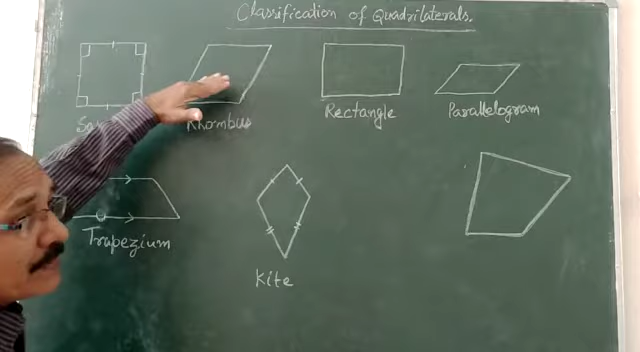 Classification of Quadrilaterals.
Rhombus
Rectangle
Parallelogram
Trapezium
Kite